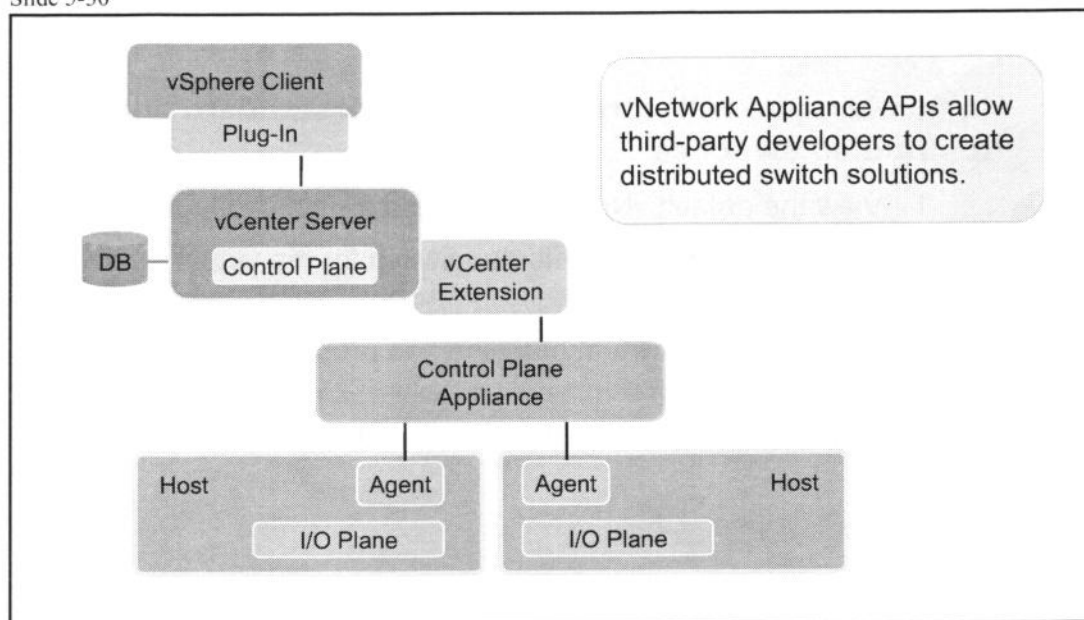 vSphere Client
Plug-In
vNetwork Appliance APIs allow
third-party developers to create
distributed switch solutions.
vCenter Server
Control Plane
DB
vCenter
Extension
Control Plane
Appliance
Host
Agent
I/O Plane
Agent
Host
I/O Plane